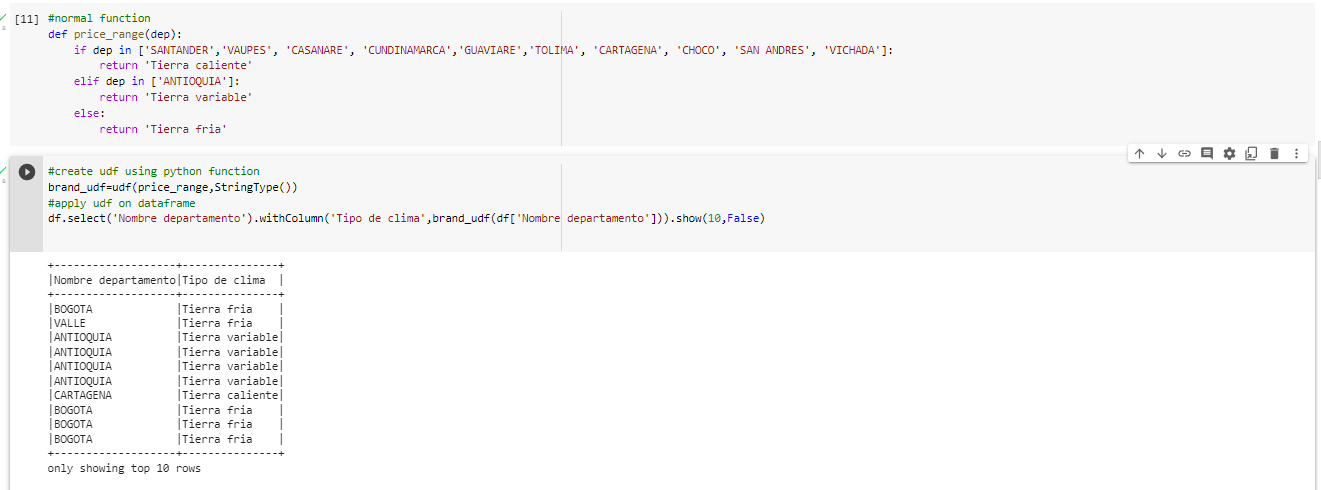 [11] #normal function
def price_range(dep):
    if dep in ['SANTANDER','VAUPES', 'CASANARE', 'CUNDINAMARCA','GUAVIARE','TOLIMA', 'CARTAGENA', 'CHOCO', 'SAN ANDRES', 'VICHADA']:
        return 'Tierra caliente'
    elif dep in ['ANTIOQUIA']:
        return 'Tierra variable'
    else:
        return 'Tierra fria'
#create udf using python function
brand_udf=udf(price_range,StringType())
#apply udf on dataframe
df.select('Nombre departamento').withColumn('Tipo de clima',brand_udf(df['Nombre departamento'])).show(10,False)
+-------------------+---------------+
|Nombre departamento|Tipo de clima  |
+-------------------+---------------+
|BOGOTA             |Tierra fria    |
|VALLE              |Tierra fria    |
|ANTIOQUIA          |Tierra variable|
|ANTIOQUIA          |Tierra variable|
|ANTIOQUIA          |Tierra variable|
|ANTIOQUIA          |Tierra variable|
|CARTAGENA          |Tierra caliente|
|BOGOTA             |Tierra fria    |
|BOGOTA             |Tierra fria    |
|BOGOTA             |Tierra fria    |
+-------------------+---------------+
only showing top 10 rows